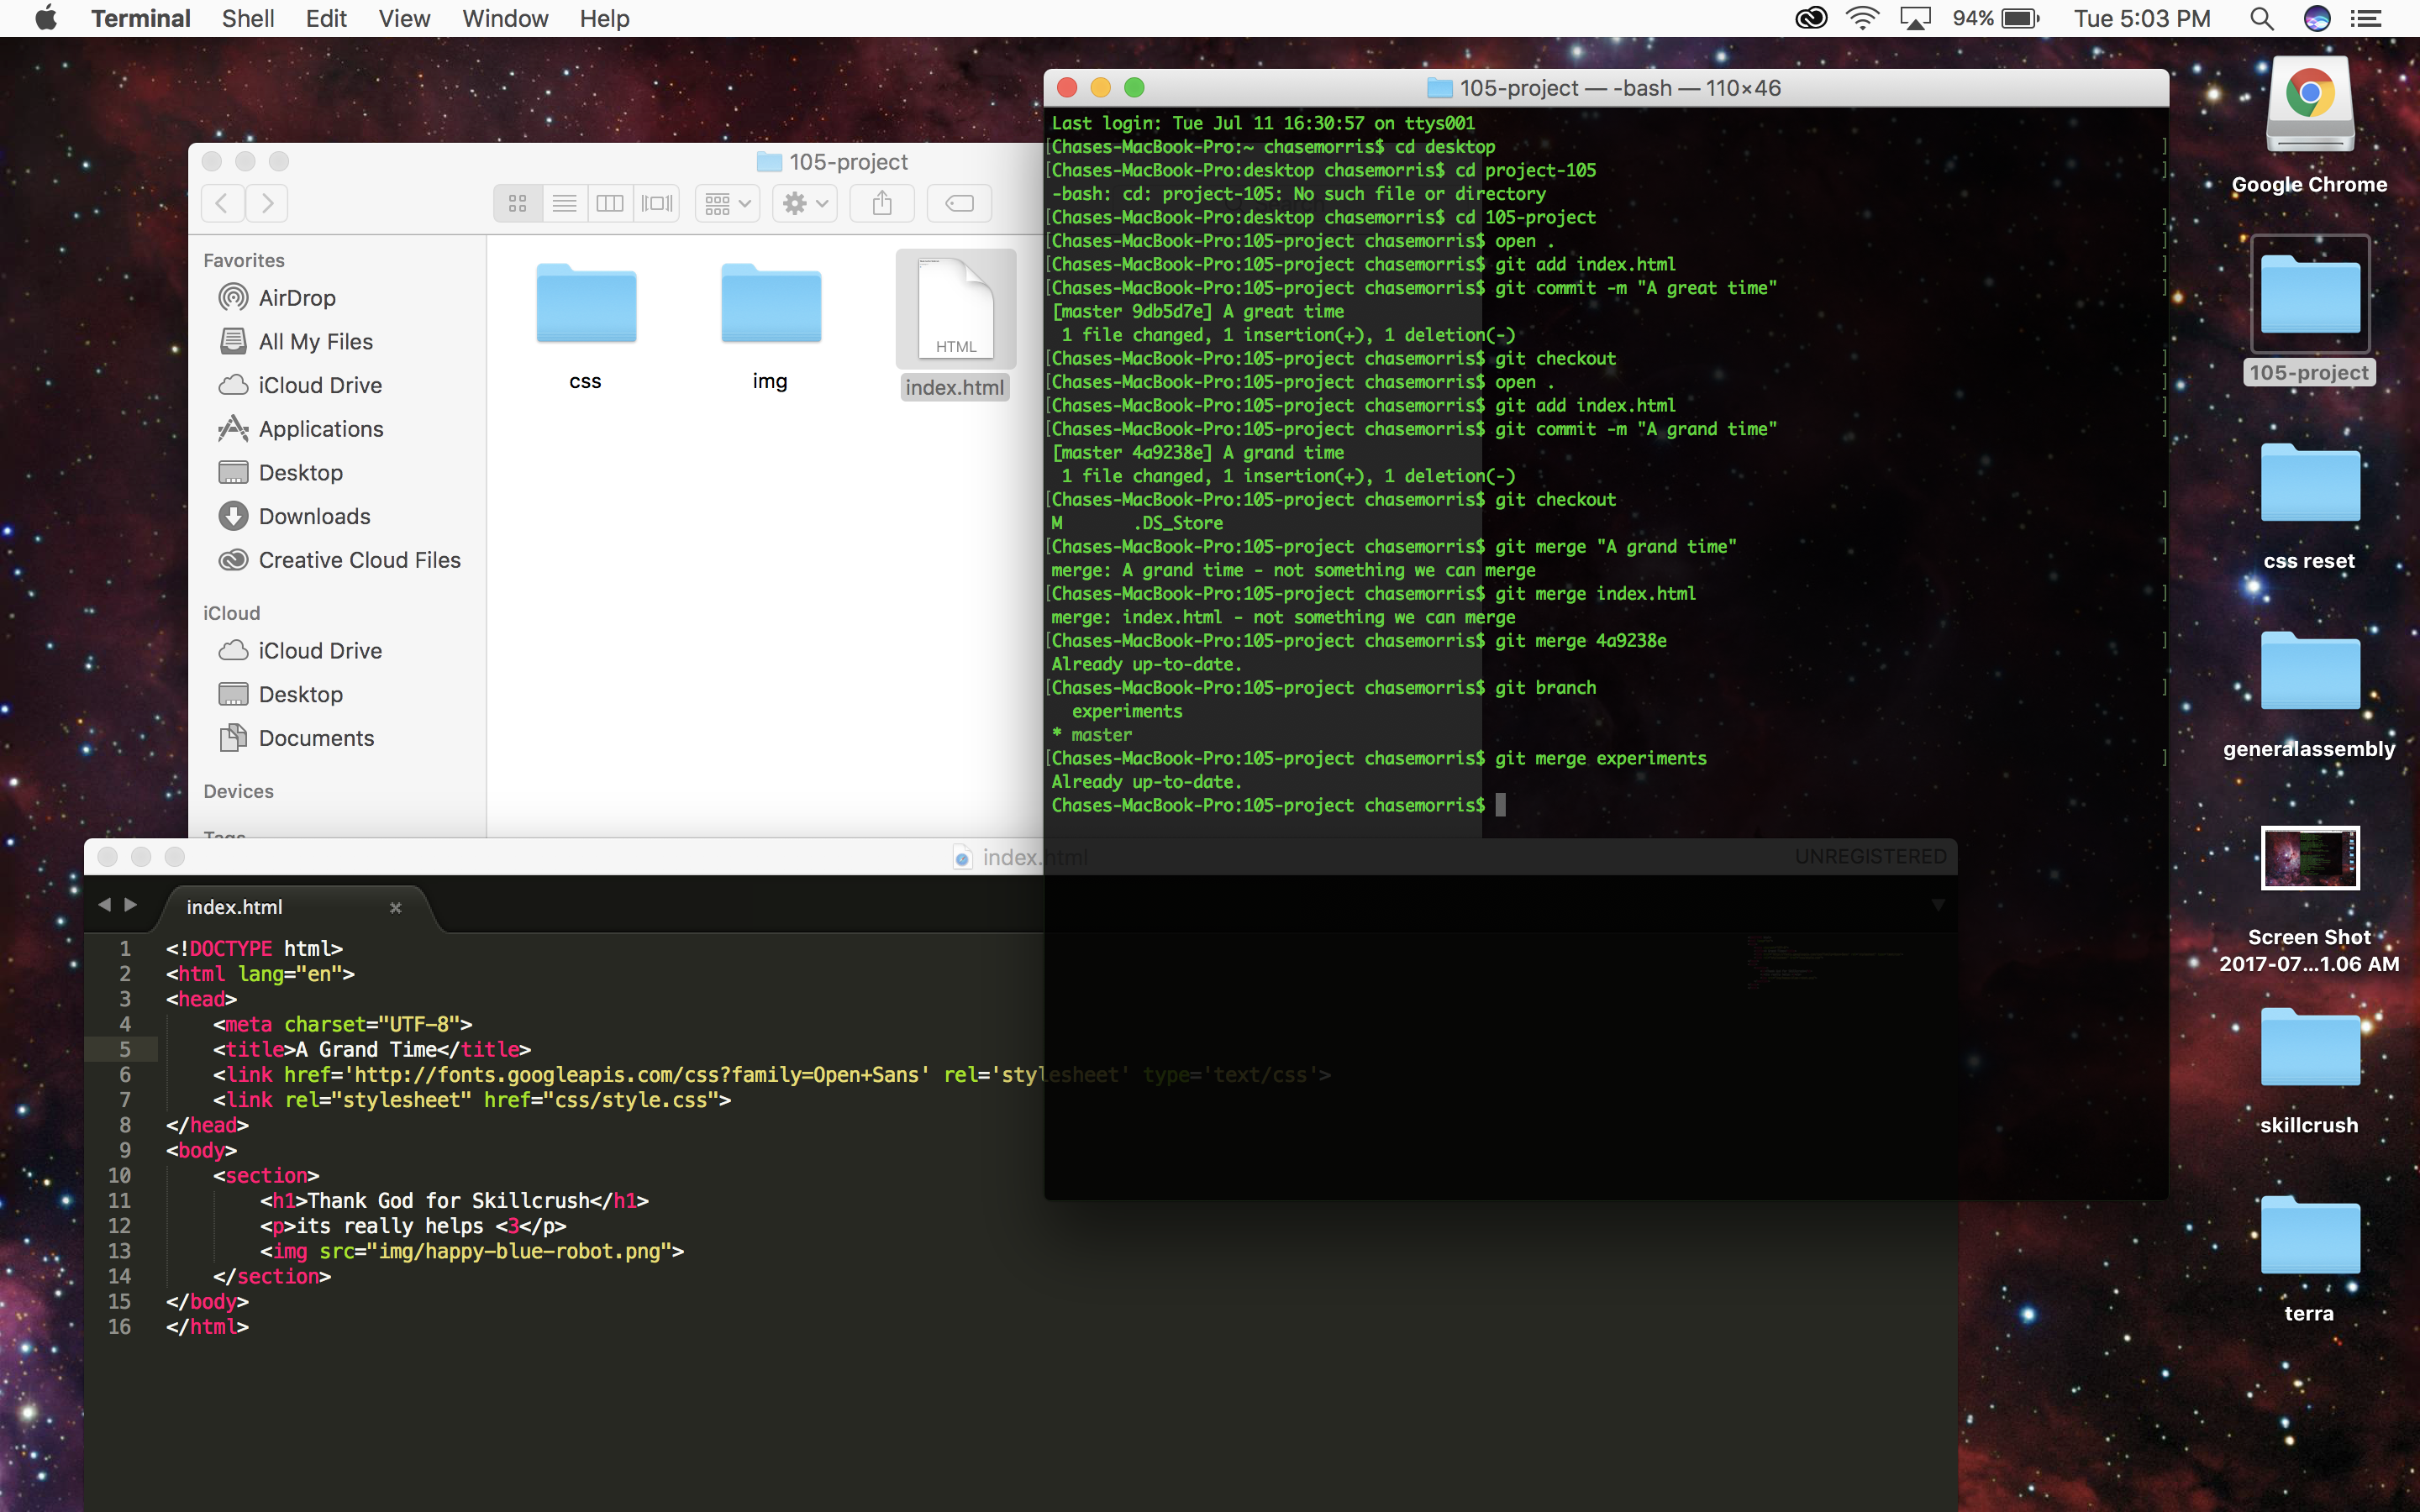 Terminal Shell Edit View Window Help 94% Tue 5:03 PM
105-project
Favorites
AirDrop
All My Files
iCloud Drive
Applications
Desktop
Downloads
Creative Cloud Files
iCloud
iCloud Drive
Desktop
Documents
Devices
Tags
css
img
HTML
index.html
105-project — -bash — 110×46
Last login: Tue Jul 11 16:30:57 on ttys001
[Chases-MacBook-Pro:~ chasemorris$ cd desktop ]
[Chases-MacBook-Pro:desktop chasemorris$ cd project-105 ]
-bash: cd: project-105: No such file or directory
[Chases-MacBook-Pro:desktop chasemorris$ cd 105-project ]
[Chases-MacBook-Pro:105-project chasemorris$ open . ]
[Chases-MacBook-Pro:105-project chasemorris$ git add index.html ]
[Chases-MacBook-Pro:105-project chasemorris$ git commit -m "A great time" ]
[master 9db5d7e] A great time
1 file changed, 1 insertion(+), 1 deletion(-)
[Chases-MacBook-Pro:105-project chasemorris$ git checkout ]
[Chases-MacBook-Pro:105-project chasemorris$ open . ]
[Chases-MacBook-Pro:105-project chasemorris$ git add index.html ]
[Chases-MacBook-Pro:105-project chasemorris$ git commit -m "A grand time" ]
[master 4a9238e] A grand time
1 file changed, 1 insertion(+), 1 deletion(-)
[Chases-MacBook-Pro:105-project chasemorris$ git checkout ]
M .DS_Store
[Chases-MacBook-Pro:105-project chasemorris$ git merge "A grand time" ]
merge: A grand time - not something we can merge
[Chases-MacBook-Pro:105-project chasemorris$ git merge index.html ]
merge: index.html - not something we can merge
[Chases-MacBook-Pro:105-project chasemorris$ git merge 4a9238e ]
Already up-to-date.
[Chases-MacBook-Pro:105-project chasemorris$ git branch ]
experiments
* master
[Chases-MacBook-Pro:105-project chasemorris$ git merge experiments ]
Already up-to-date.
Chases-MacBook-Pro:105-project chasemorris$
index.html UNREGISTERED
index.html ×
1 <!DOCTYPE html>
2 <html lang="en">
3 <head>
4 <meta charset="UTF-8">
5 <title>A Grand Time</title>
6 <link href='http://fonts.googleapis.com/css?family=Open+Sans' rel='stylesheet' type='text/css'>
7 <link rel="stylesheet" href="css/style.css">
8 </head>
9 <body>
10 <section>
11 <h1>Thank God for Skillcrush</h1>
12 <p>its really helps <3</p>
13 <img src="img/happy-blue-robot.png">
14 </section>
15 </body>
16 </html>
Google Chrome
105-project
css reset
generalassembly
Screen Shot
2017-07...1.06 AM
skillcrush
terra